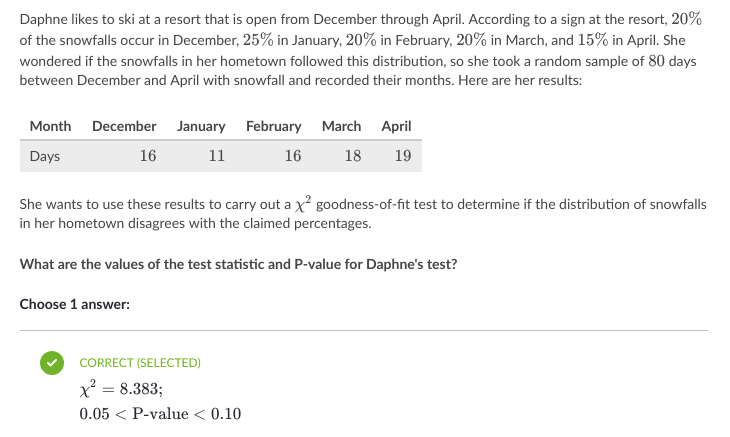 Daphne likes to ski at a resort that is open from December through April. According to a sign at the resort, 20%
of the snowfalls occur in December, 25% in January, 20% in February, 20% in March, and 15% in April. She
wondered if the snowfalls in her hometown followed this distribution, so she took a random sample of 80 days
between December and April with snowfall and recorded their months. Here are her results:
Month December January February March April
Days 16 11 16 18 19
She wants to use these results to carry out a χ² goodness-of-fit test to determine if the distribution of snowfalls
in her hometown disagrees with the claimed percentages.
What are the values of the test statistic and P-value for Daphne's test?
Choose 1 answer:
CORRECT (SELECTED)
χ² = 8.383;
0.05 < P-value < 0.10